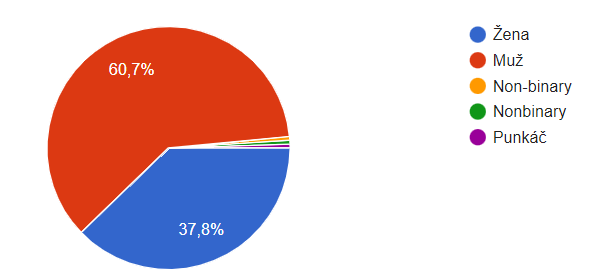 60,7%
37,8%
Žena
Muž
Non-binary
Nonbinary
Punkáč